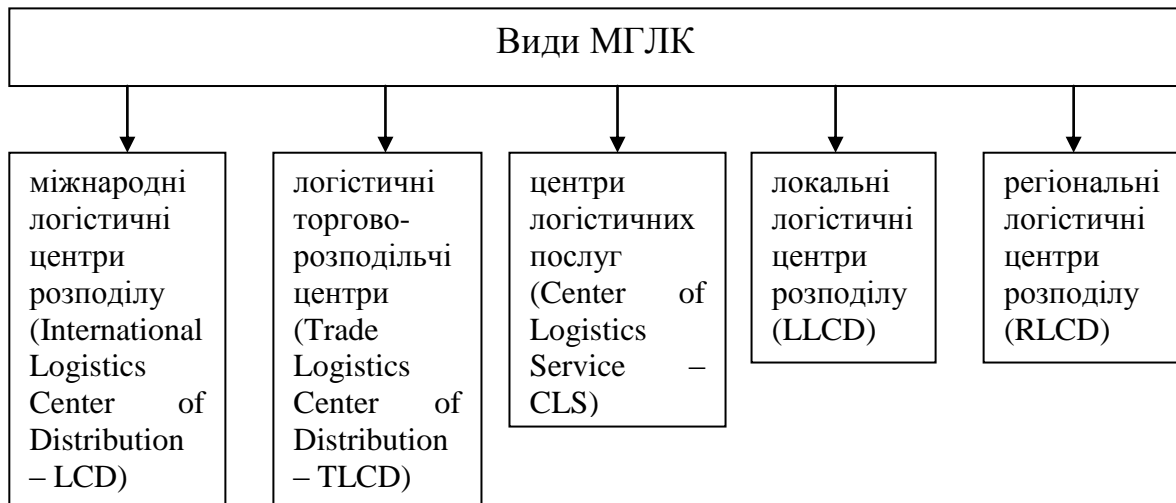 Види МГЛК
міжнародні
логістичні
центри
розподілу
(International
Logistics
Center of
Distribution
– LCD)
логістичні
торгово-
розподільчі
центри
(Trade
Logistics
Center of
Distribution
– TLCD)
центри
логістичних
послуг
(Center of
Logistics
Service –
CLS)
локальні
логістичні
центри
розподілу
(LLCD)
регіональні
логістичні
центри
розподілу
(RLCD)